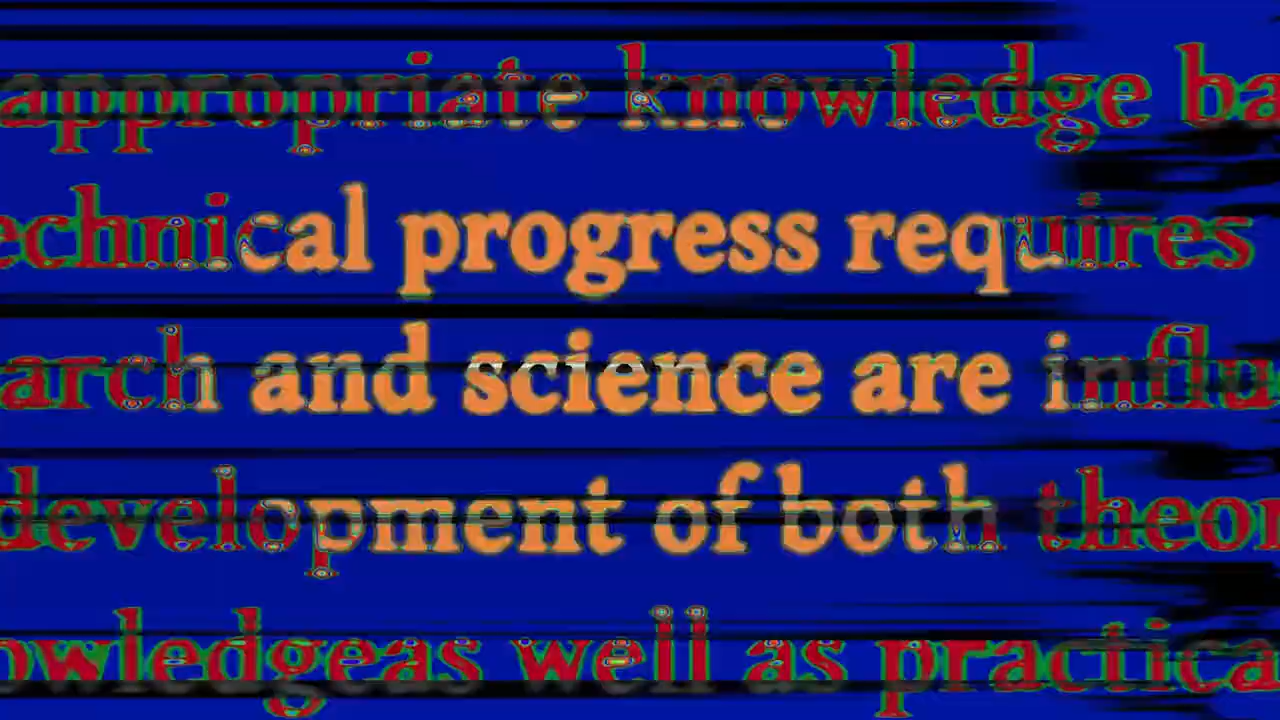 appropriate knowledge ba
echnical progress requires
arch and science are influ
development of both theor
owledgeas well as practica